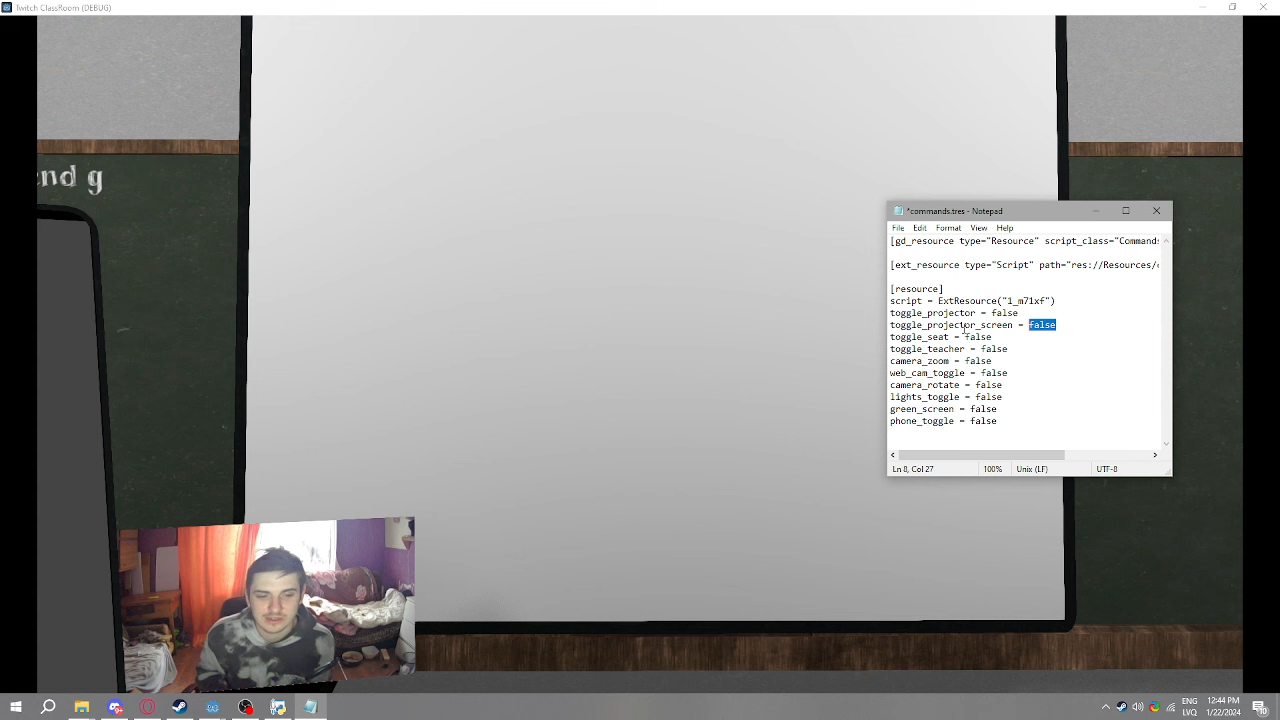 Twitch ClassRoom (DEBUG)
end g
*commands.tres - Notepad
File Edit Format View Help
[gd_resource type="Resource" script_class="Commands
[ext_resource type="Script" path="res://Resources/
[resource]
script = ExtResource("1_m71xf")
toggle_projector = false
toggle_projector_screen = false
toggle_seat = false
toggle_teacher = false
camera_zoom = false
web_cam_toggle = false
camera_rotate = false
lights_toggle = false
green_screen = false
phone_toggle = false
Ln 8, Col 27 100% Unix (LF) UTF-8
ENG 12:44 PM
LVQ 1/22/2024
10